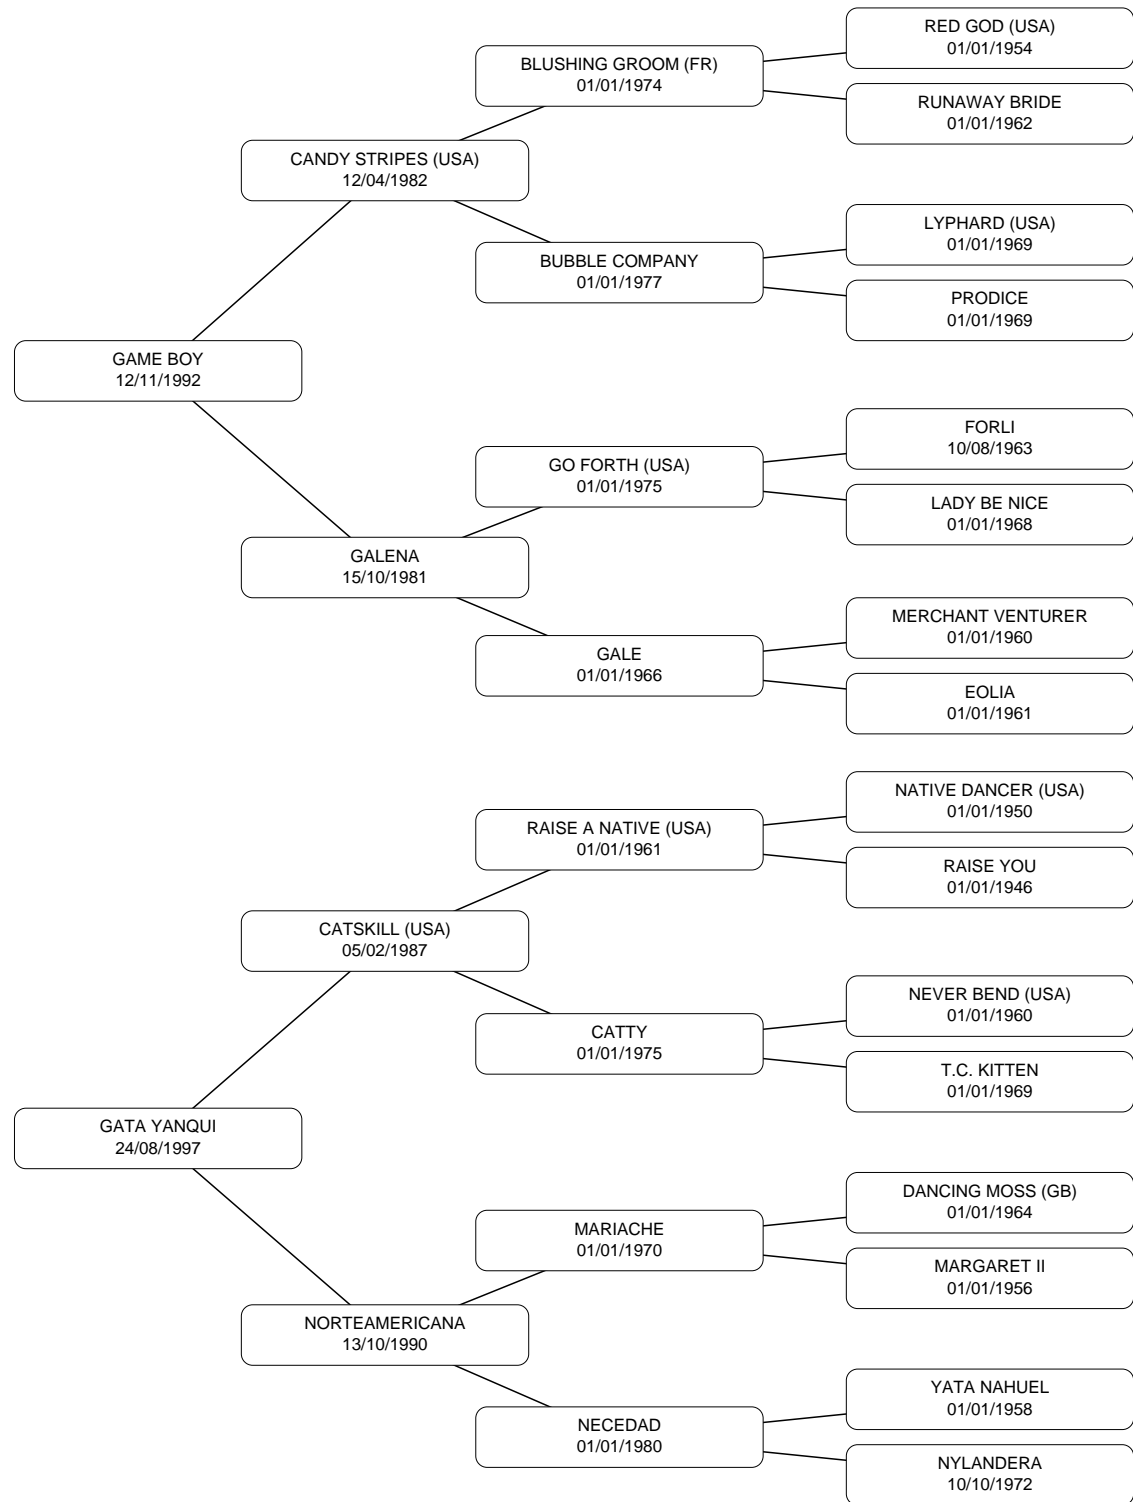 RED GOD (USA)
01/01/1954
BLUSHING GROOM (FR)
01/01/1974
RUNAWAY BRIDE
01/01/1962
CANDY STRIPES (USA)
12/04/1982
LYPHARD (USA)
01/01/1969
BUBBLE COMPANY
01/01/1977
PRODICE
01/01/1969
GAME BOY
12/11/1992
FORLI
10/08/1963
GO FORTH (USA)
01/01/1975
LADY BE NICE
01/01/1968
GALENA
15/10/1981
MERCHANT VENTURER
01/01/1960
GALE
01/01/1966
EOLIA
01/01/1961
NATIVE DANCER (USA)
01/01/1950
RAISE A NATIVE (USA)
01/01/1961
RAISE YOU
01/01/1946
CATSKILL (USA)
05/02/1987
NEVER BEND (USA)
01/01/1960
CATTY
01/01/1975
T.C. KITTEN
01/01/1969
GATA YANQUI
24/08/1997
DANCING MOSS (GB)
01/01/1964
MARIACHE
01/01/1970
MARGARET II
01/01/1956
NORTEAMERICANA
13/10/1990
YATA NAHUEL
01/01/1958
NECEDAD
01/01/1980
NYLANDERA
10/10/1972